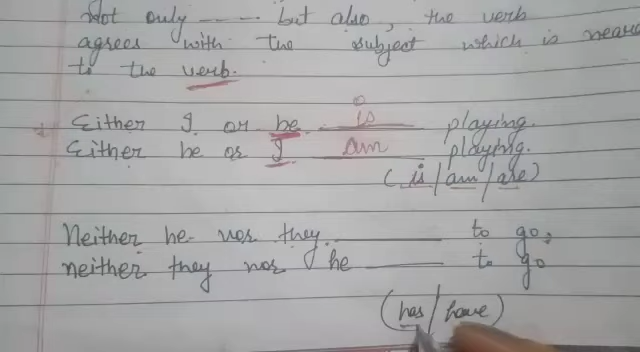 Not only ------ but also, the verb
agrees with the subject which is near
to the verb.
Either I or he is playing.
Either he or I am playing.
(is/am/are)
Neither he nor they ______ to go,
neither they nor he ______ to go
(has/have)